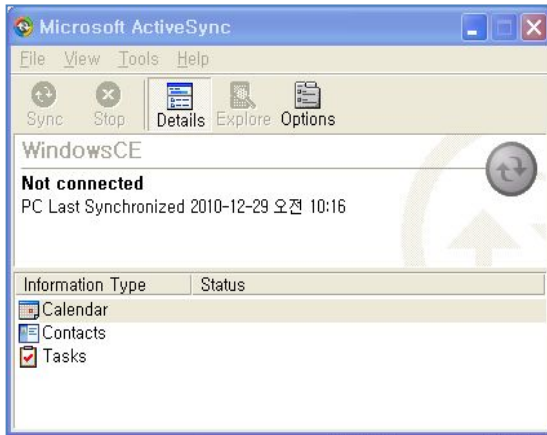 Microsoft ActiveSync
File View Tools Help
Sync Stop Details Explore Options
WindowsCE
Not connected
PC Last Synchronized 2010-12-29 오전 10:16
Information Type Status
Calendar
Contacts
Tasks